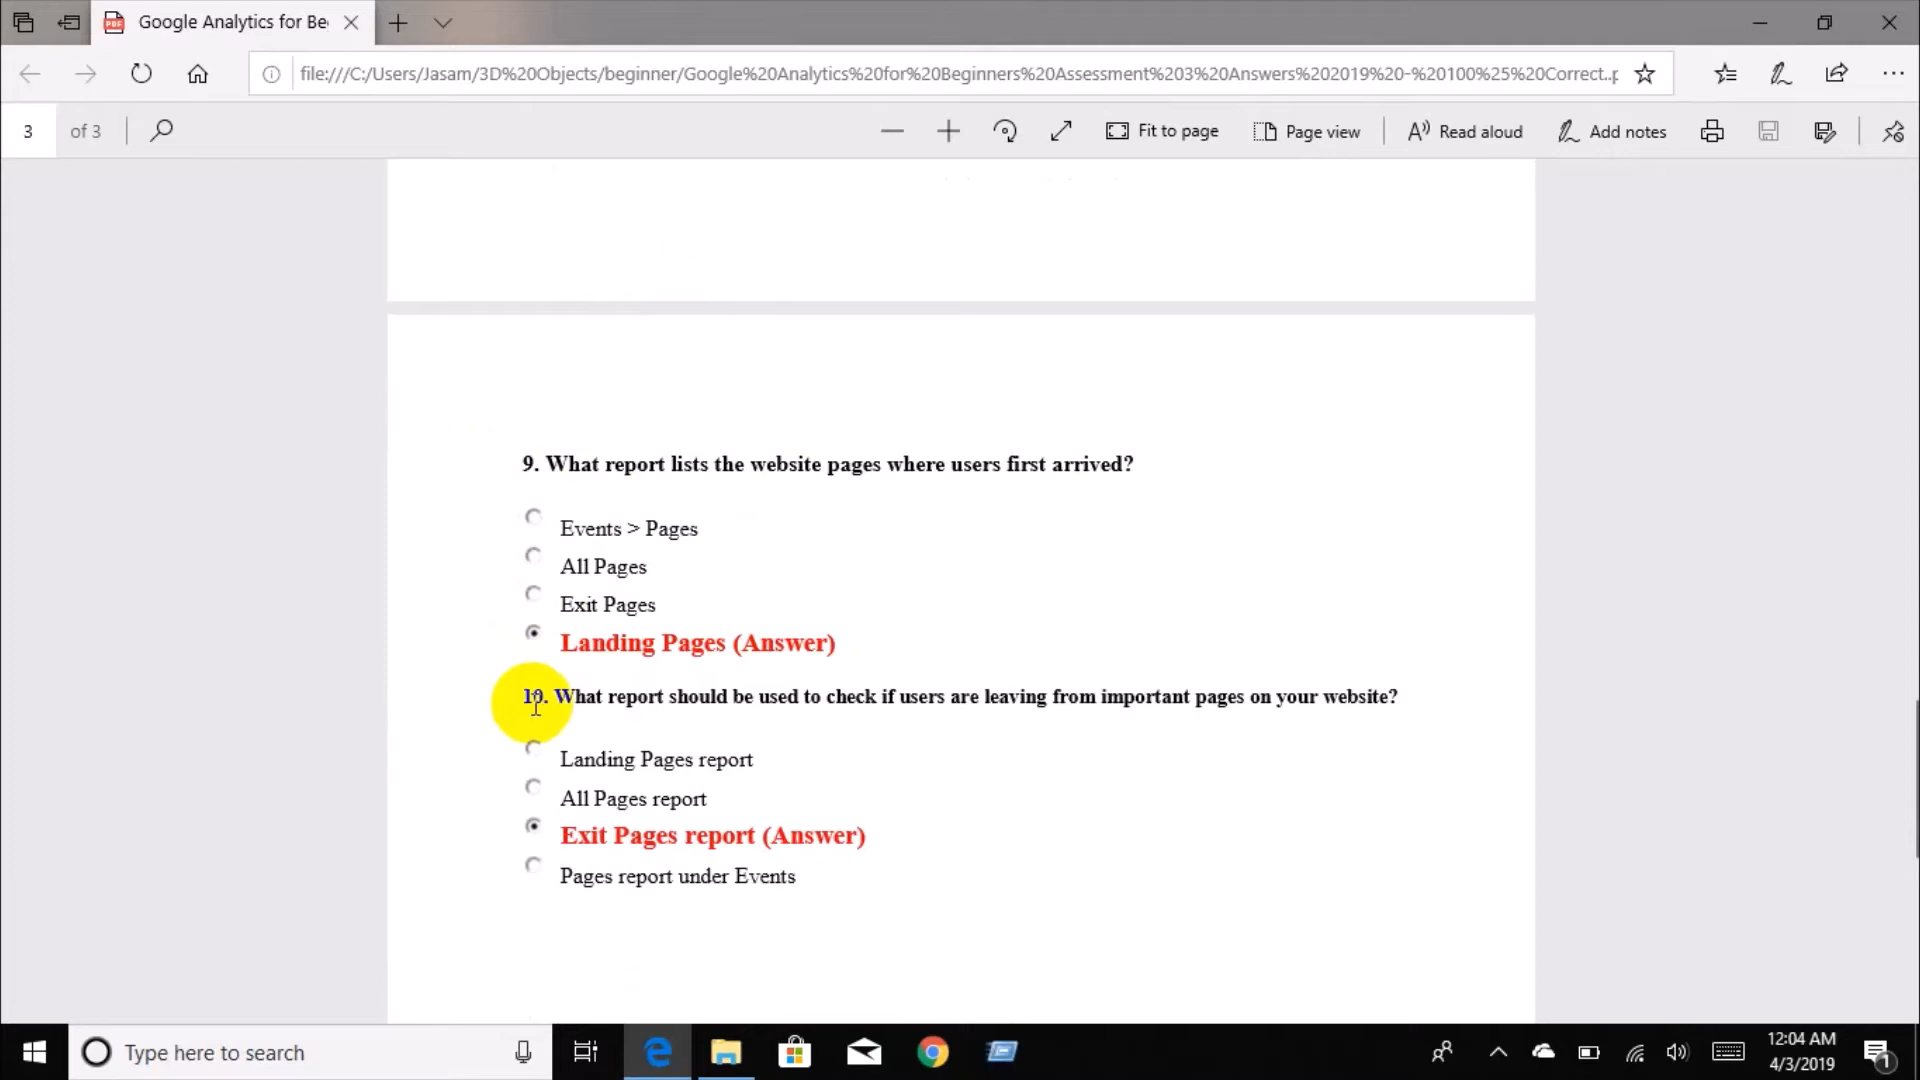 Google Analytics for Be
file:///C:/Users/Jasam/3D%20Objects/beginner/Google%20Analytics%20for%20Beginners%20Assessment%203%20Answers%202019%20-%20100%25%20Correct..p
3 of 3
Fit to page
Page view
Read aloud
Add notes
9. What report lists the website pages where users first arrived?
Events > Pages
All Pages
Exit Pages
Landing Pages (Answer)
10. What report should be used to check if users are leaving from important pages on your website?
Landing Pages report
All Pages report
Exit Pages report (Answer)
Pages report under Events
Type here to search
12:04 AM
4/3/2019
1